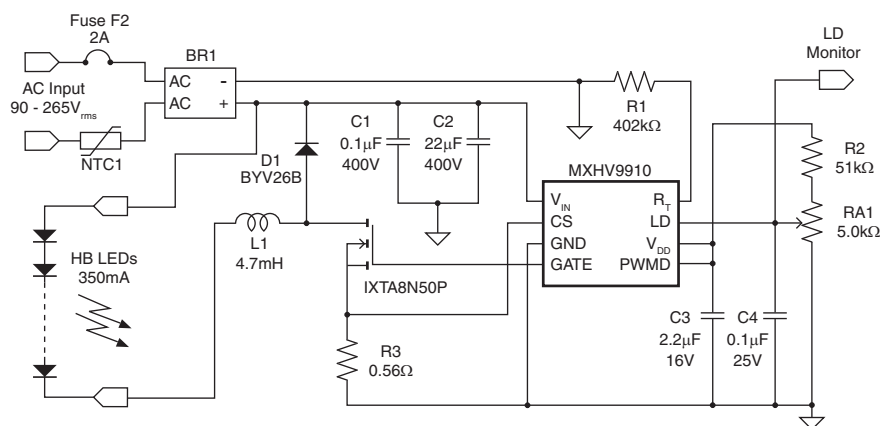 Fuse F2
2A
BR1
AC
-
AC
+
AC Input
90 - 265Vrms
NTC1
LD
Monitor
R1
402kΩ
C1
0.1µF
400V
C2
22µF
400V
D1
BYV26B
R2
51kΩ
RA1
5.0kΩ
MXHV9910
VIN
CS
GND
GATE
RT
LD
VDD
PWMD
L1
4.7mH
HB LEDs
350mA
IXTA8N50P
R3
0.56Ω
C3
2.2µF
16V
C4
0.1µF
25V